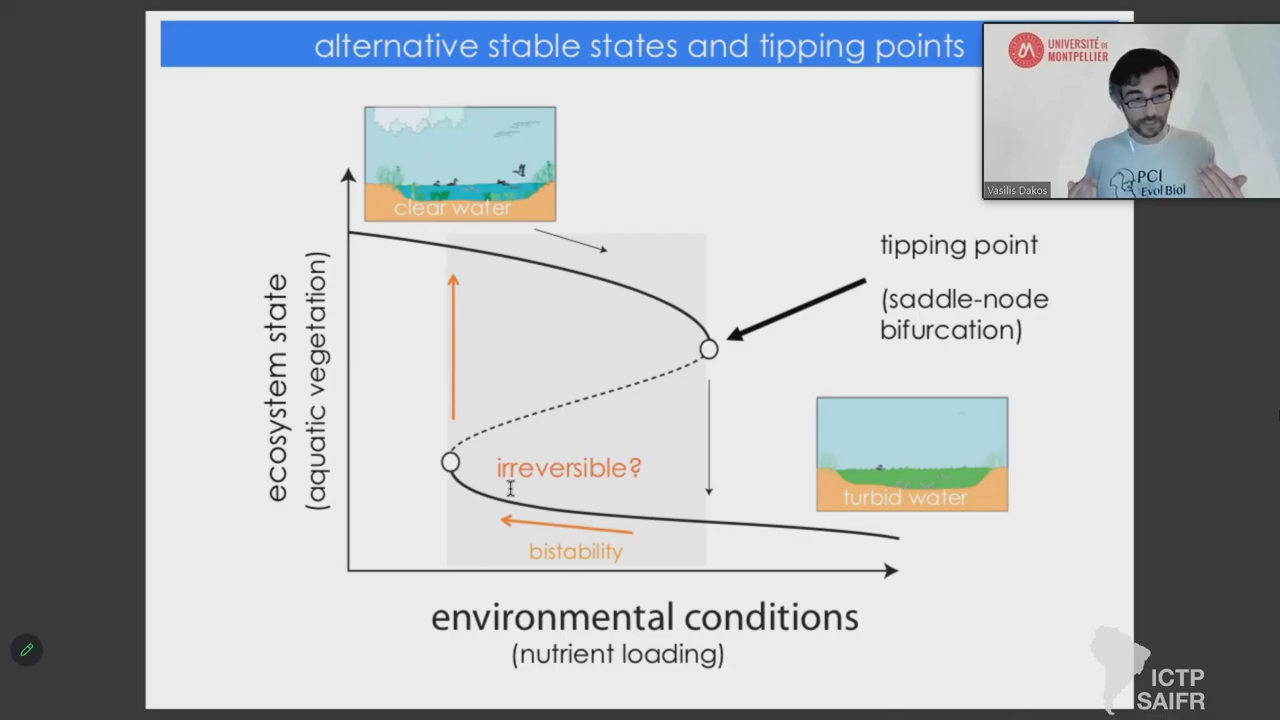 alternative stable states and tipping points
UNIVERSITÉ DE
MONTPELLIER
PCI
Evol Biol
Vasilis Dakos
clear water
tipping point
(saddle-node
bifurcation)
ecosystem state
(aquatic vegetation)
irreversible?
turbid water
bistability
environmental conditions
(nutrient loading)
ICTP
SAIFR